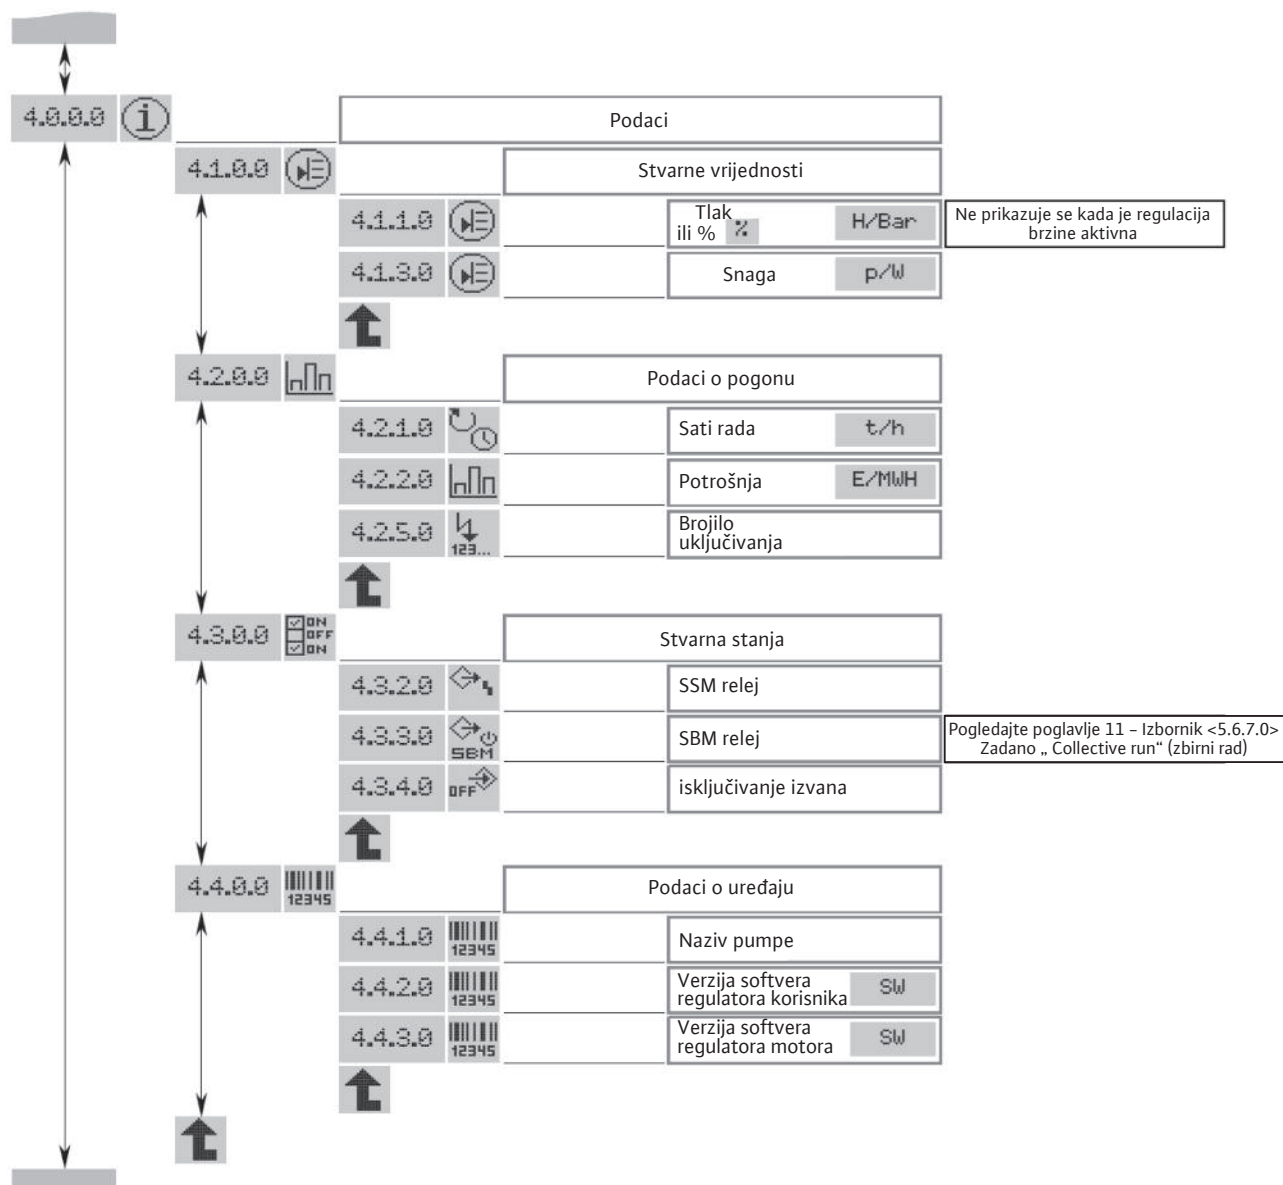 4.0.0.0 i Podaci
4.1.0.0 Stvarne vrijednosti
4.1.1.0 Tlak
ili % % H/Bar
Ne prikazuje se kada je regulacija
brzine aktivna
4.1.3.0 Snaga p/W
4.2.0.0 Podaci o pogonu
4.2.1.0 Sati rada t/h
4.2.2.0 Potrošnja E/MWH
4.2.5.0 123... Brojilo
uključivanja
4.3.0.0 ON
OFF
ON
Stvarna stanja
4.3.2.0 SSM relej
4.3.3.0 SBM SBM relej
Pogledajte poglavlje 11 – Izbornik <5.6.7.0>
Zadano „ Collective run“ (zbirni rad)
4.3.4.0 OFF isključivanje izvana
4.4.0.0 12345 Podaci o uređaju
4.4.1.0 12345 Naziv pumpe
4.4.2.0 12345 Verzija softvera
regulatora korisnika SW
4.4.3.0 12345 Verzija softvera
regulatora motora SW